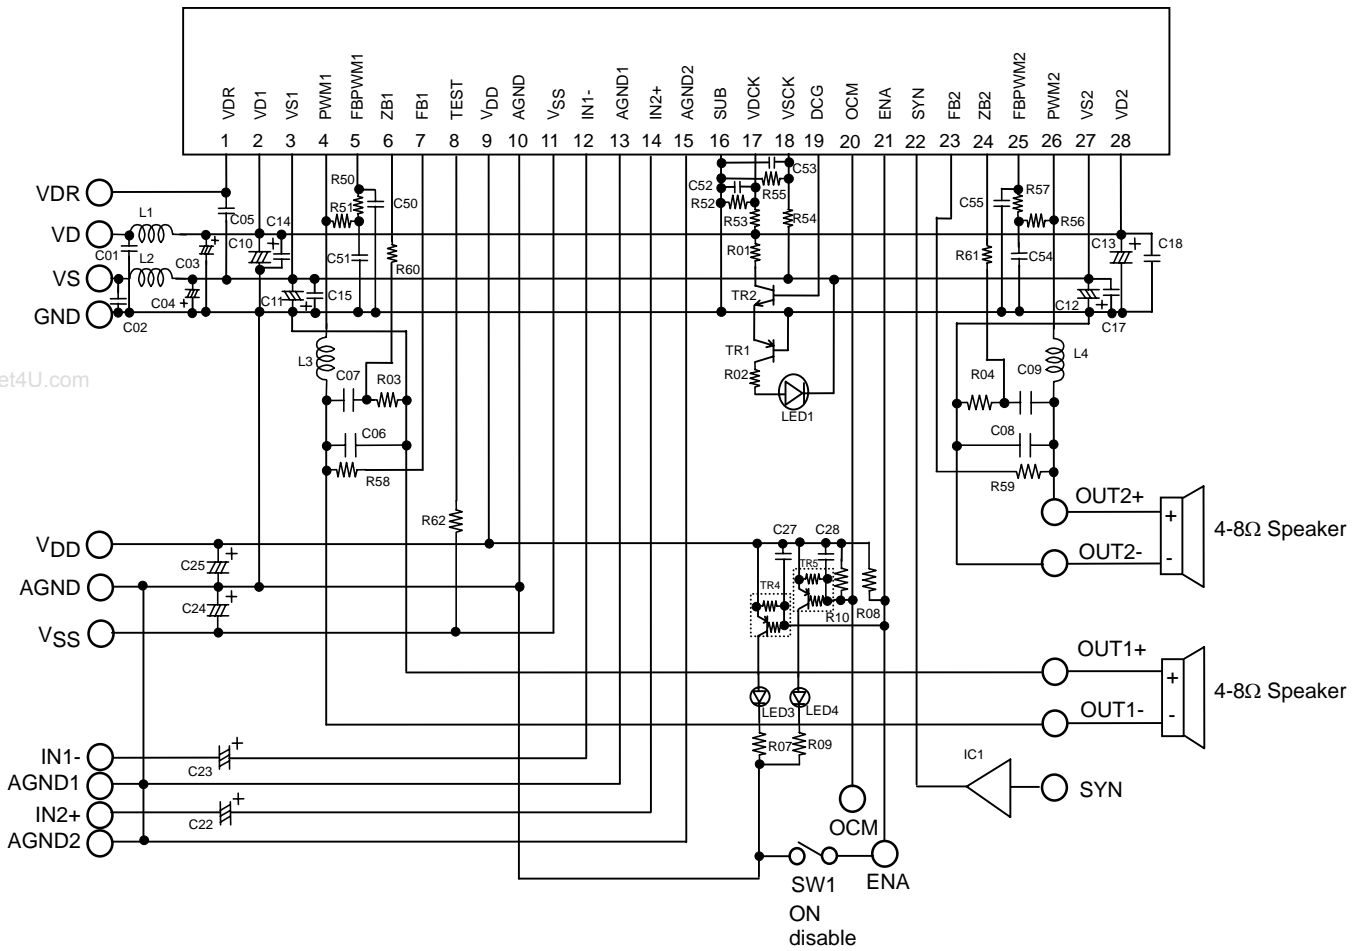 VDR
VD1
VS1
PWM1
FBPWM1
ZB1
FB1
TEST
VDD
AGND
VSS
IN1-
AGND1
IN2+
AGND2
SUB
VDCK
VSCK
DCG
OCM
ENA
SYN
FB2
ZB2
FBPWM2
PWM2
VS2
VD2
1 2 3 4 5 6 7 8 9 10 11 12 13 14 15 16 17 18 19 20 21 22 23 24 25 26 27 28
VDR
VD
VS
GND
L1
L2
C01
C02
C03
C04
C05
C10
C14
C11
C15
R50
R51
C50
C51
R60
C52
R52
C53
R55
R53
R54
R01
TR2
TR1
R02
LED1
C55
R57
R56
R61
C54
C13
C18
C12
C17
L3
C07
R03
C06
R58
R62
L4
R04
C09
C08
R59
et4U.com
OUT2+
OUT2-
+
-
4-8Ω Speaker
VDD
AGND
VSS
C25
C24
C27
C28
TR4
TR5
R10
R08
LED3
LED4
R07
R09
OUT1+
OUT1-
+
-
4-8Ω Speaker
IN1-
AGND1
IN2+
AGND2
C23
C22
IC1
SYN
OCM
ENA
SW1
ON
disable